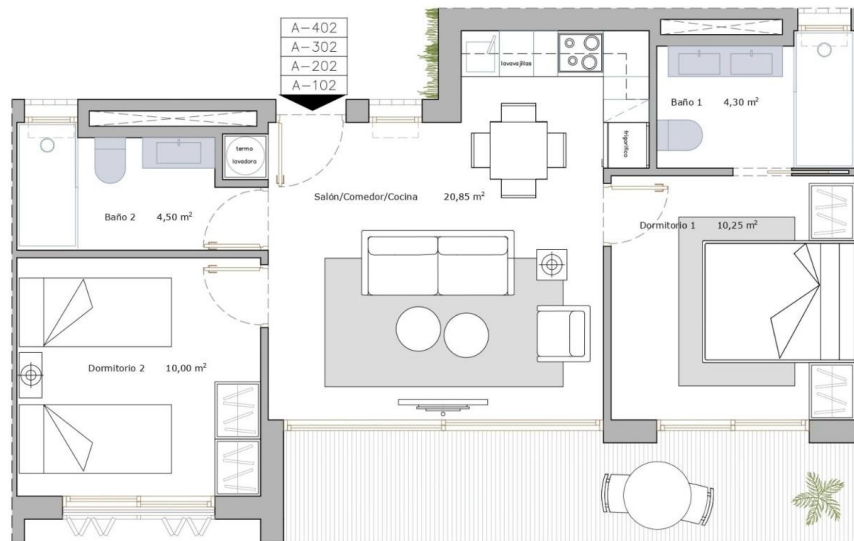 A-402
A-302
A-202
A-102
lavavajillas
Baño 1 4,30 m²
termo
lavadora
frigorífico
Salón/Comedor/Cocina 20,85 m²
Baño 2 4,50 m²
Dormitorio 1 10,25 m²
Dormitorio 2 10,00 m²